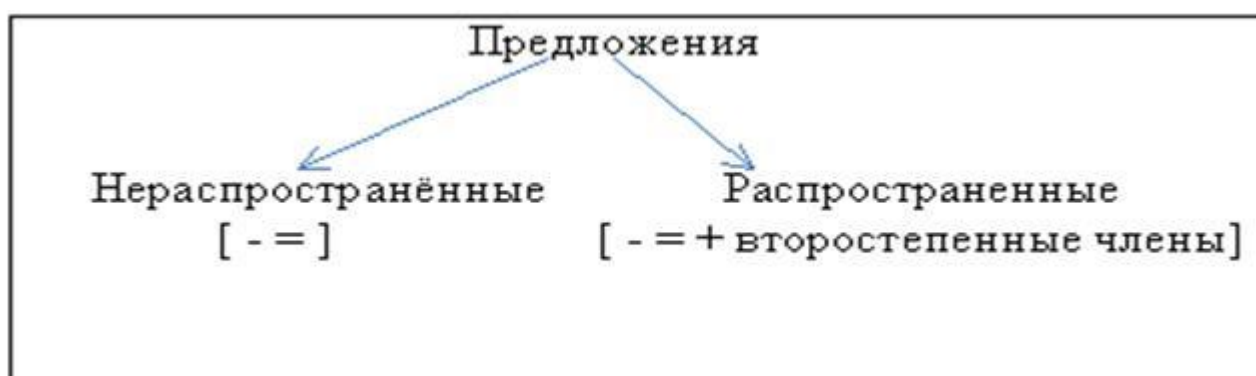 Предложения
Нераспространённые Распространенные
[ - = ] [ - = + второстепенные члены]